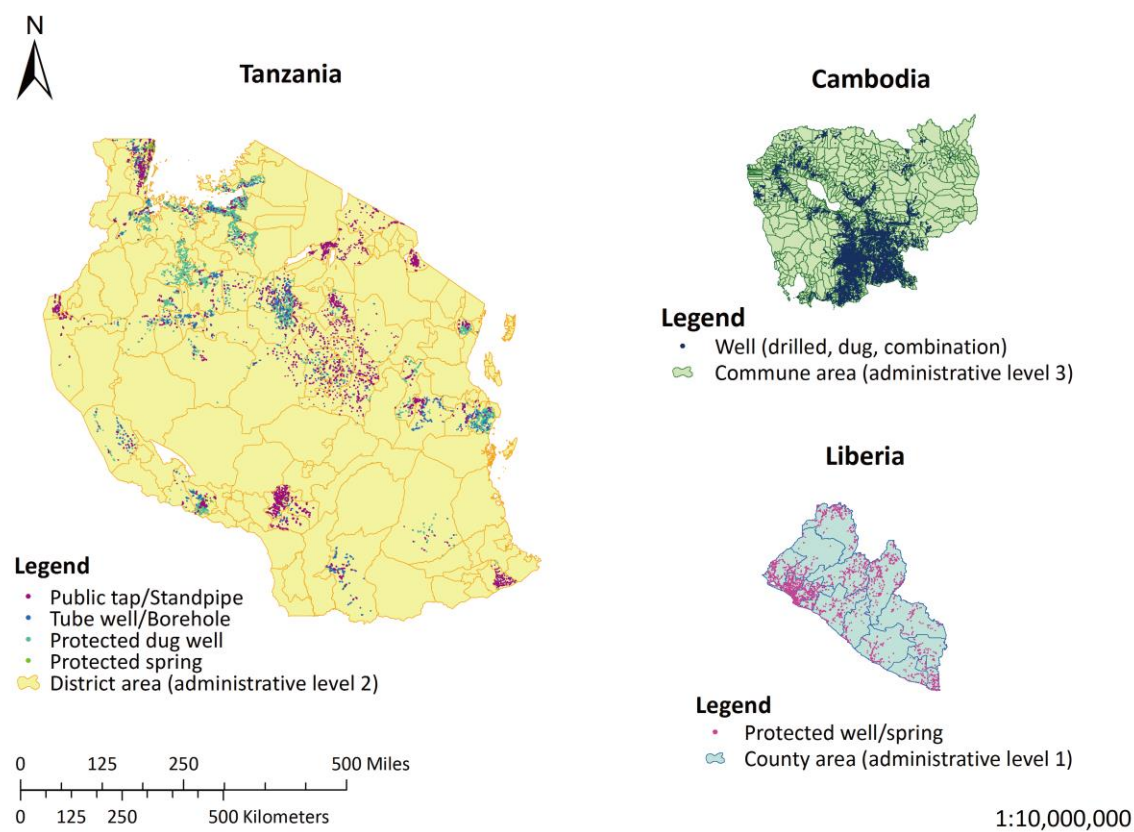 N
Tanzania
Legend
Public tap/Standpipe
Tube well/Borehole
Protected dug well
Protected spring
District area (administrative level 2)
0 125 250 500 Miles
0 125 250 500 Kilometers
Cambodia
Legend
Well (drilled, dug, combination)
Commune area (administrative level 3)
Liberia
Legend
Protected well/spring
County area (administrative level 1)
1:10,000,000